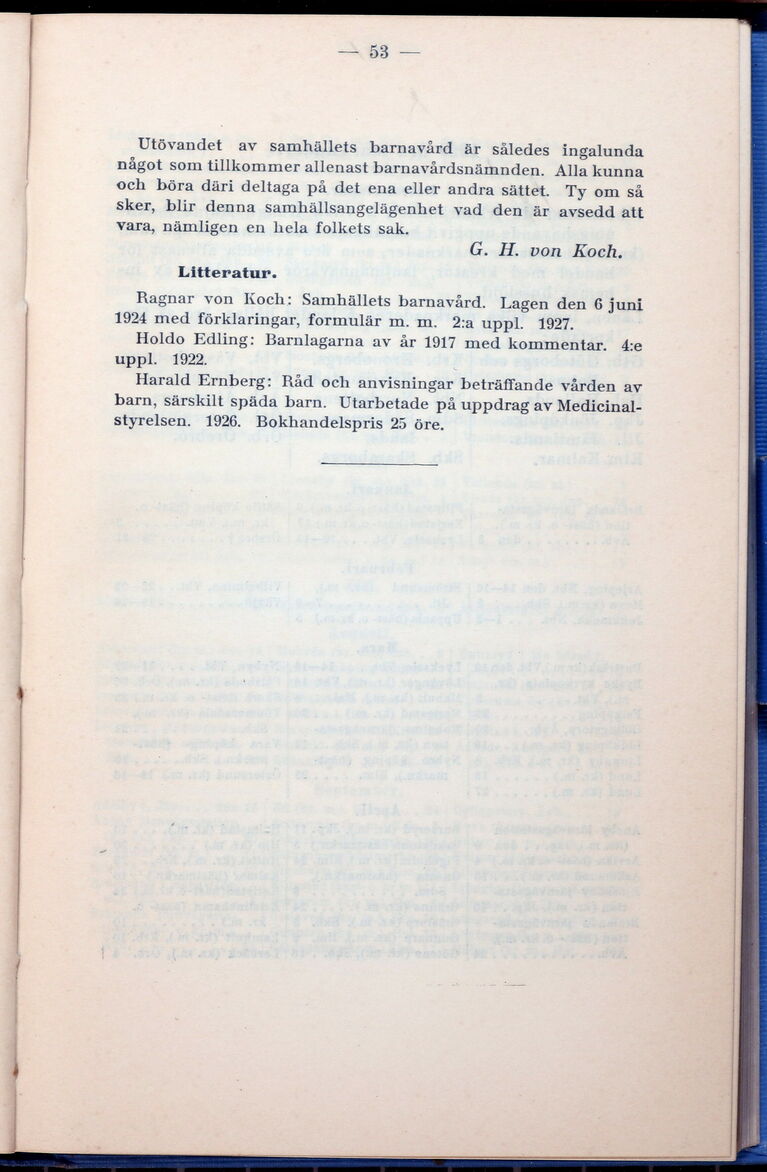 — 53 —
Utövandet av samhällets barnavård är således ingalunda
något som tillkommer allenast barnavårdsnämnden. Alla kunna
och böra däri deltaga på det ena eller andra sättet. Ty om så
sker, blir denna samhällsangelägenhet vad den är avsedd att
vara, nämligen en hela folkets sak.
G. H. von Koch.
Litteratur.
Ragnar von Koch: Samhällets barnavård. Lagen den 6 juni
1924 med förklaringar, formulär m. m. 2:a uppl. 1927.
Holdo Edling: Barnlagarna av år 1917 med kommentar. 4:e
uppl. 1922.
Harald Ernberg: Råd och anvisningar beträffande vården av
barn, särskilt späda barn. Utarbetade på uppdrag av Medicinal-
styrelsen. 1926. Bokhandelspris 25 öre.